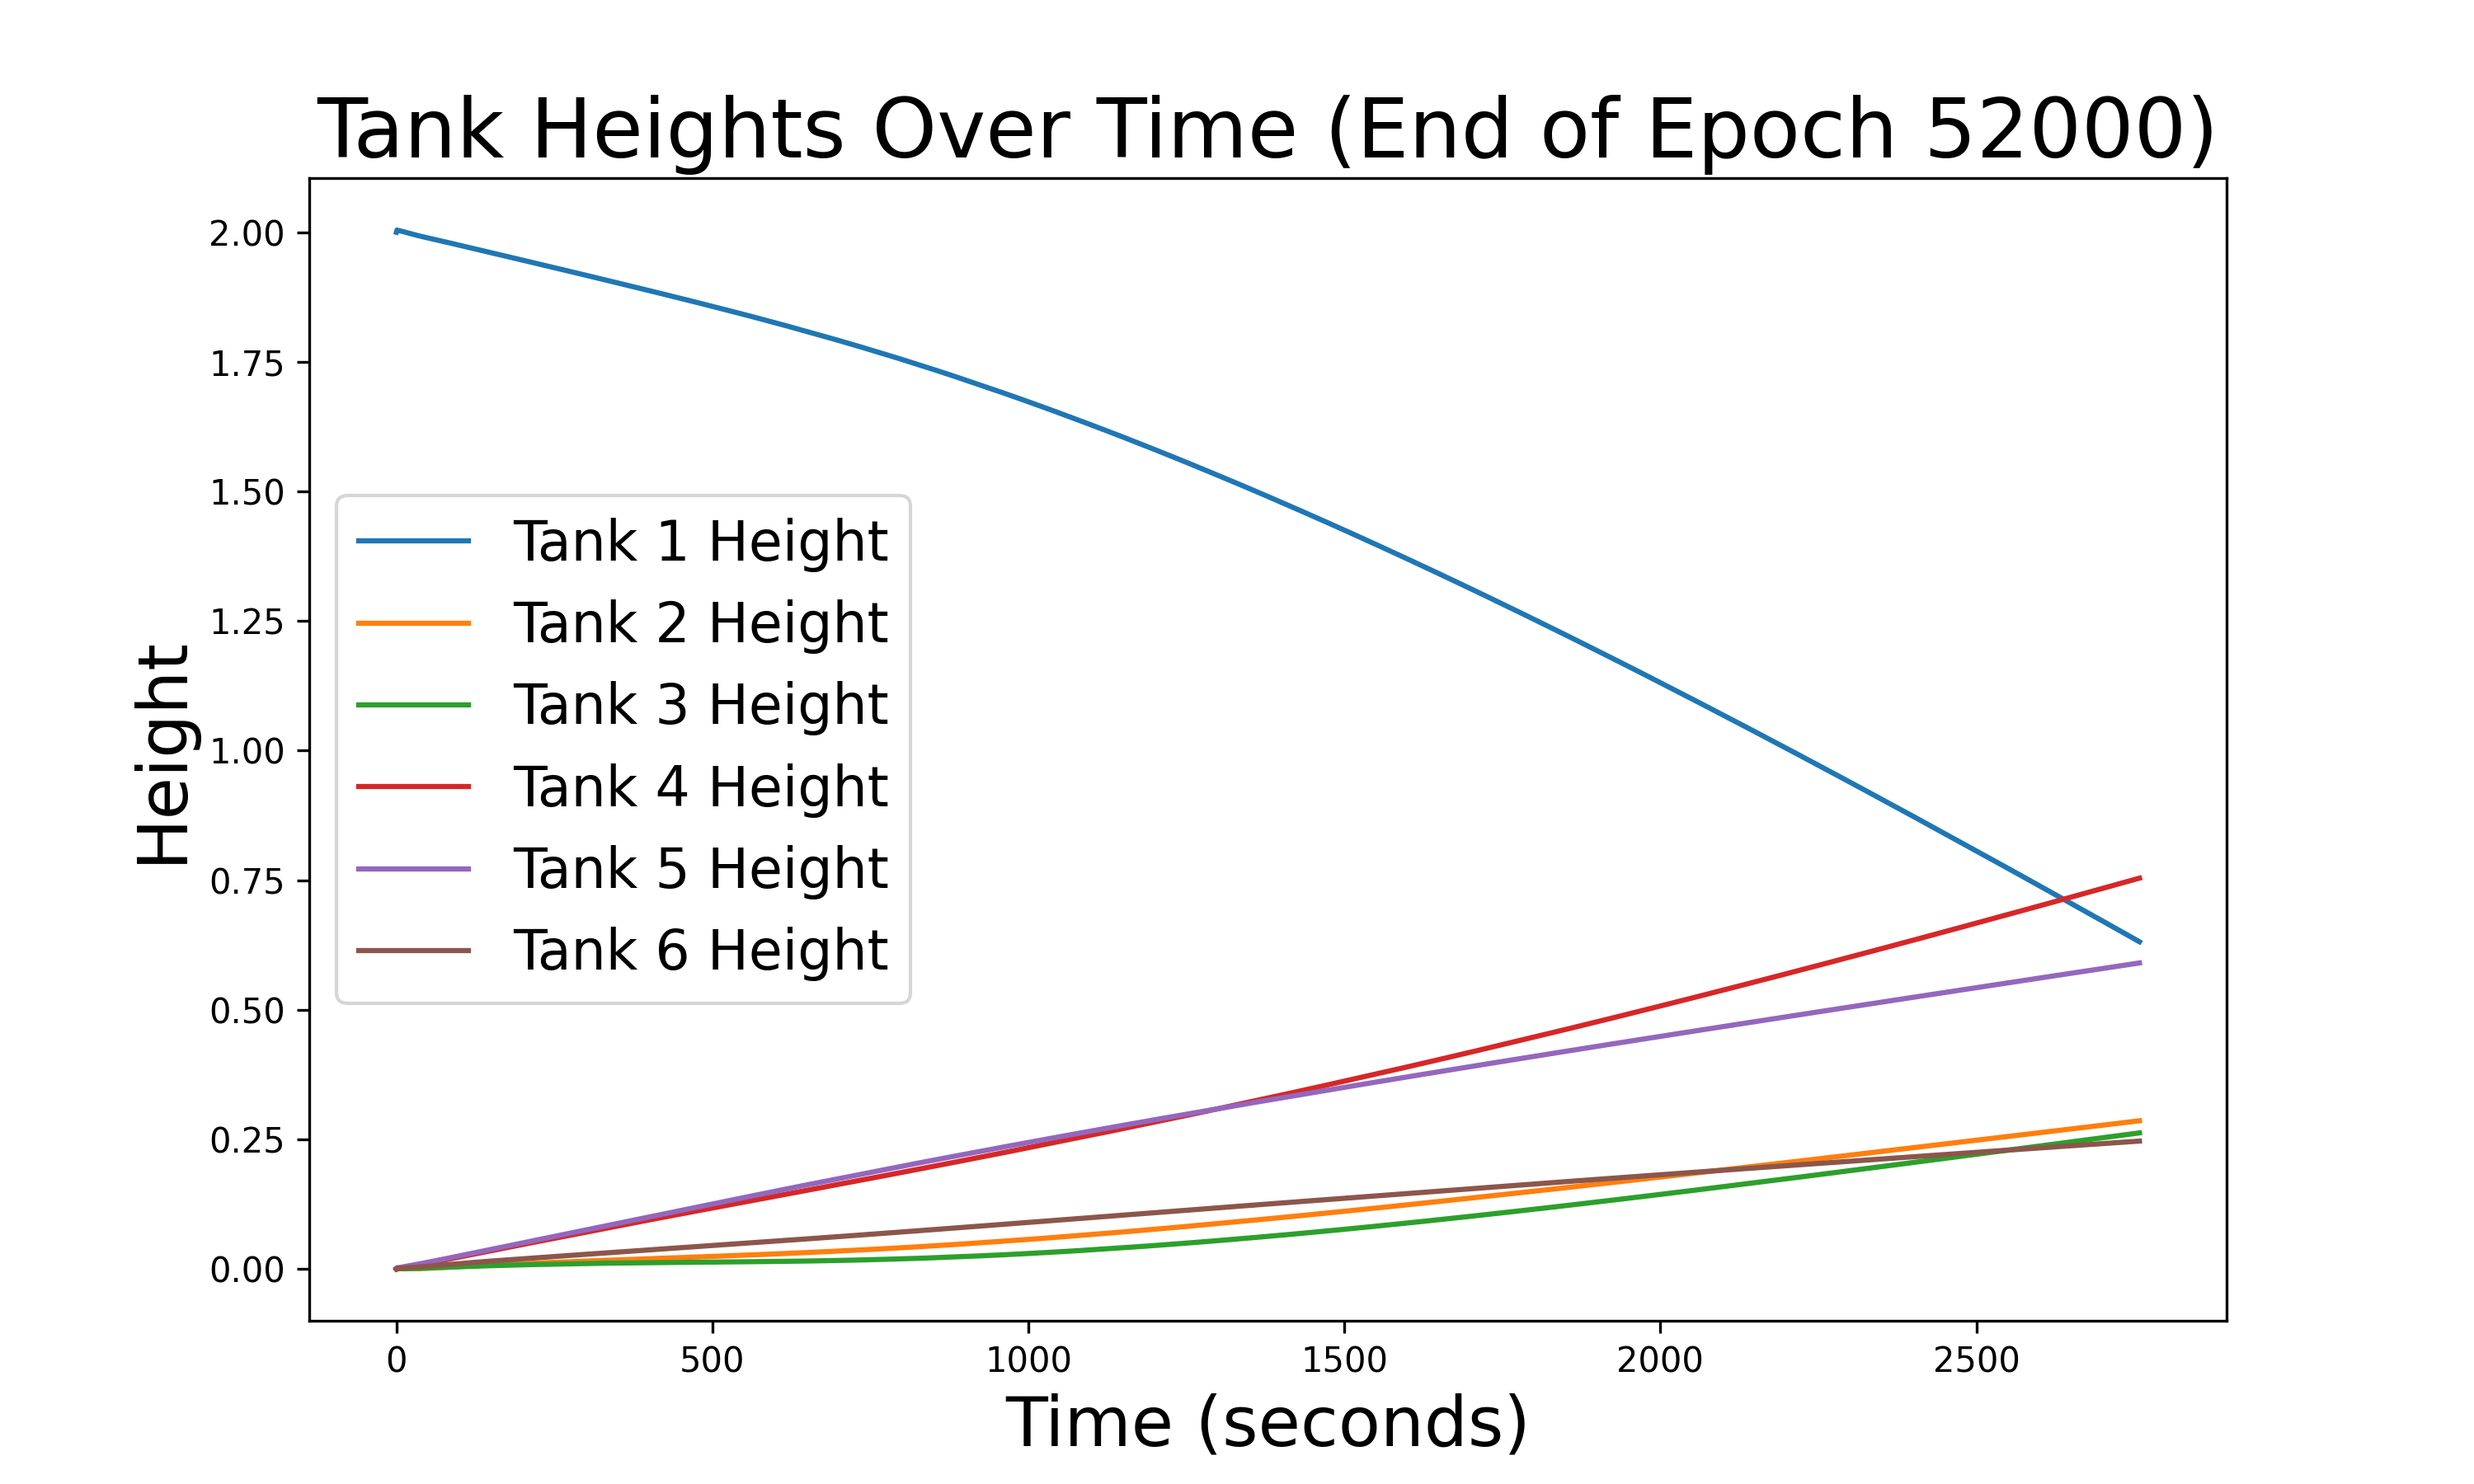 Tank Heights Over Time (End of Epoch 52000)
Height
2.00
1.75
1.50
1.25
1.00
0.75
0.50
0.25
0.00
Tank 1 Height
Tank 2 Height
Tank 3 Height
Tank 4 Height
Tank 5 Height
Tank 6 Height
0 500 1000 1500 2000 2500
Time (seconds)